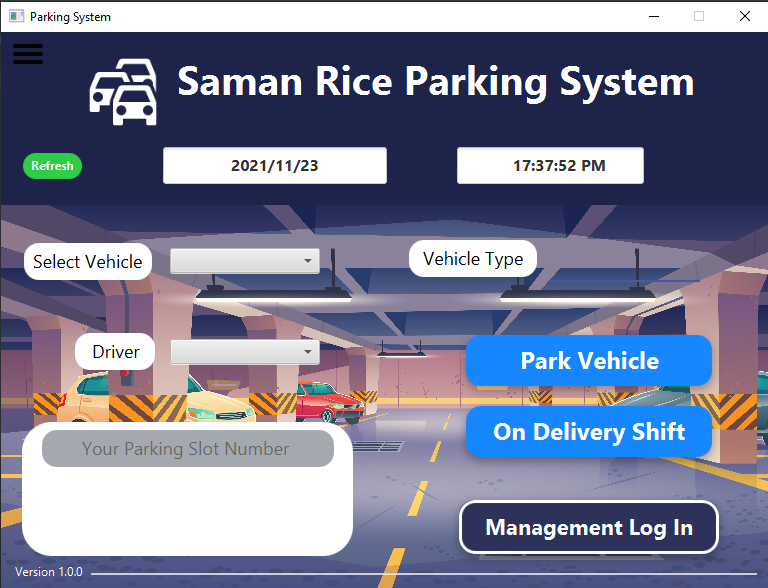 Parking System
Saman Rice Parking System
Refresh
2021/11/23
17:37:52 PM
Select Vehicle
Vehicle Type
Driver
Park Vehicle
On Delivery Shift
Your Parking Slot Number
Management Log In
Version 1.0.0